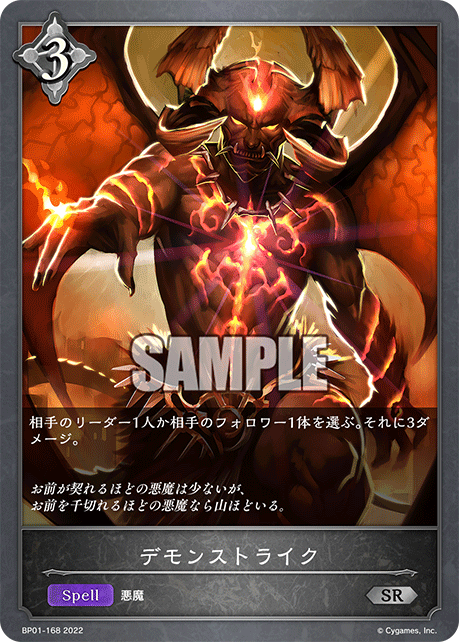 3
SAMPLE
相手のリーダー1人か相手のフォロワー1体を選ぶ。それに3ダ
メージ。
お前が契れるほどの悪魔は少ないが、
お前を千切れるほどの悪魔なら山ほどいる。
デモンストライク
Spell 悪魔 SR
BP01-168 2022 © Cygames, Inc.